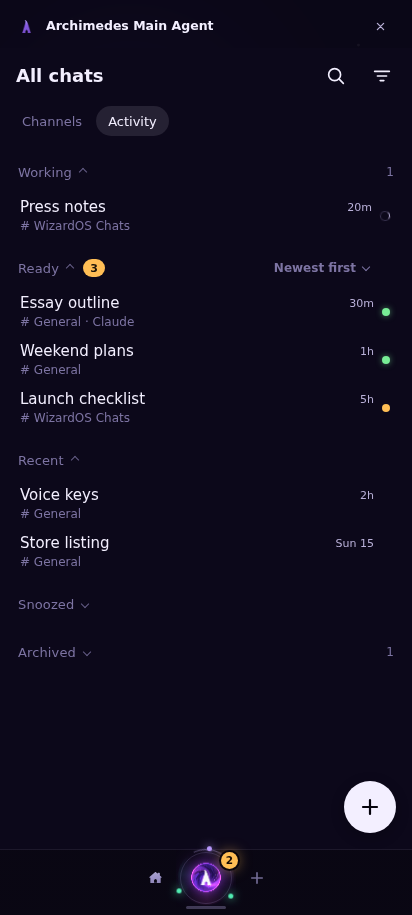 Archimedes Main Agent
All chats
Channels
Activity
Working
1
Press notes
20m
# WizardOS Chats
Ready
3
Newest first
Essay outline
30m
# General · Claude
Weekend plans
1h
# General
Launch checklist
5h
# WizardOS Chats
Recent
Voice keys
2h
# General
Store listing
Sun 15
# General
Snoozed
Archived
1
2